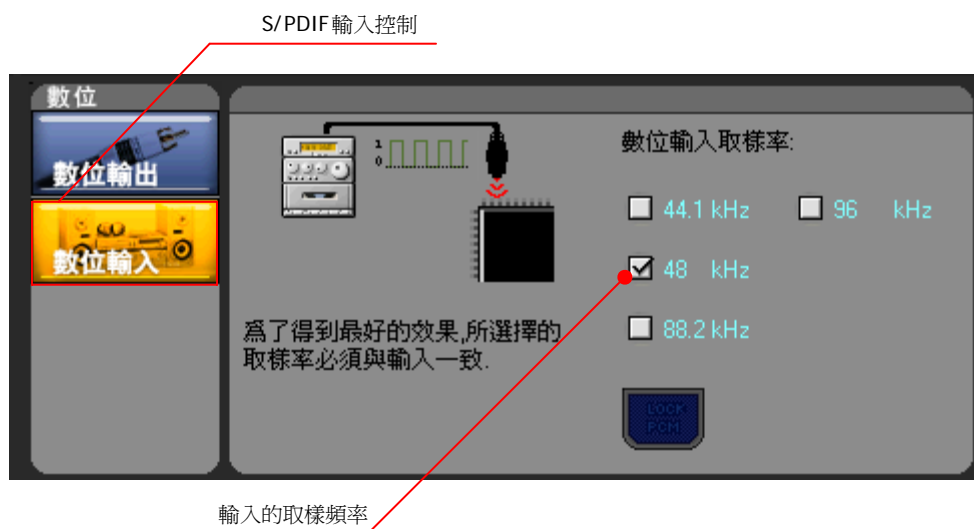 S/PDIF輸入控制
數位
數位輸出
數位輸入
1
0
為了得到最好的效果,所選擇的
取樣率必須與輸入一致.
數位輸入取樣率:
44.1 kHz
96 kHz
48 kHz
88.2 kHz
LOCK
PCM
輸入的取樣頻率